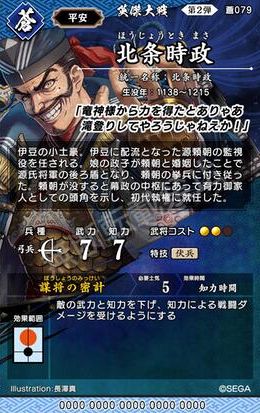 蒼
平安
英傑大戦
第2弾
蒼079
ほうじょうとき まさ
北条時政
統一名称：北条時政
生没年：1138～1215
「竜神様から力を得たとありゃあ
滝登りしてやろうじゃねぇか！」
伊豆の小土豪。伊豆に配流となった源頼朝の監視
役を任される。娘の政子が頼朝と婚姻したことで
源氏将軍の後ろ盾となり、頼朝の挙兵に付き従っ
た。頼朝が没すると幕政の中枢にあって有力御家
人としての頭角を示し、初代執権に就任した。
兵種
弓兵
武力
7
知力
7
武将コスト
特技
伏兵
ぼうしょうのみっけい
謀将の密計
必要士気
5
効果時間
知力時間
効果範囲
敵の武力と知力を下げ、知力による戦闘ダ
メージを受けるようにする
Illustration:長澤真
©SEGA
0000-0000-0000-0000-0000